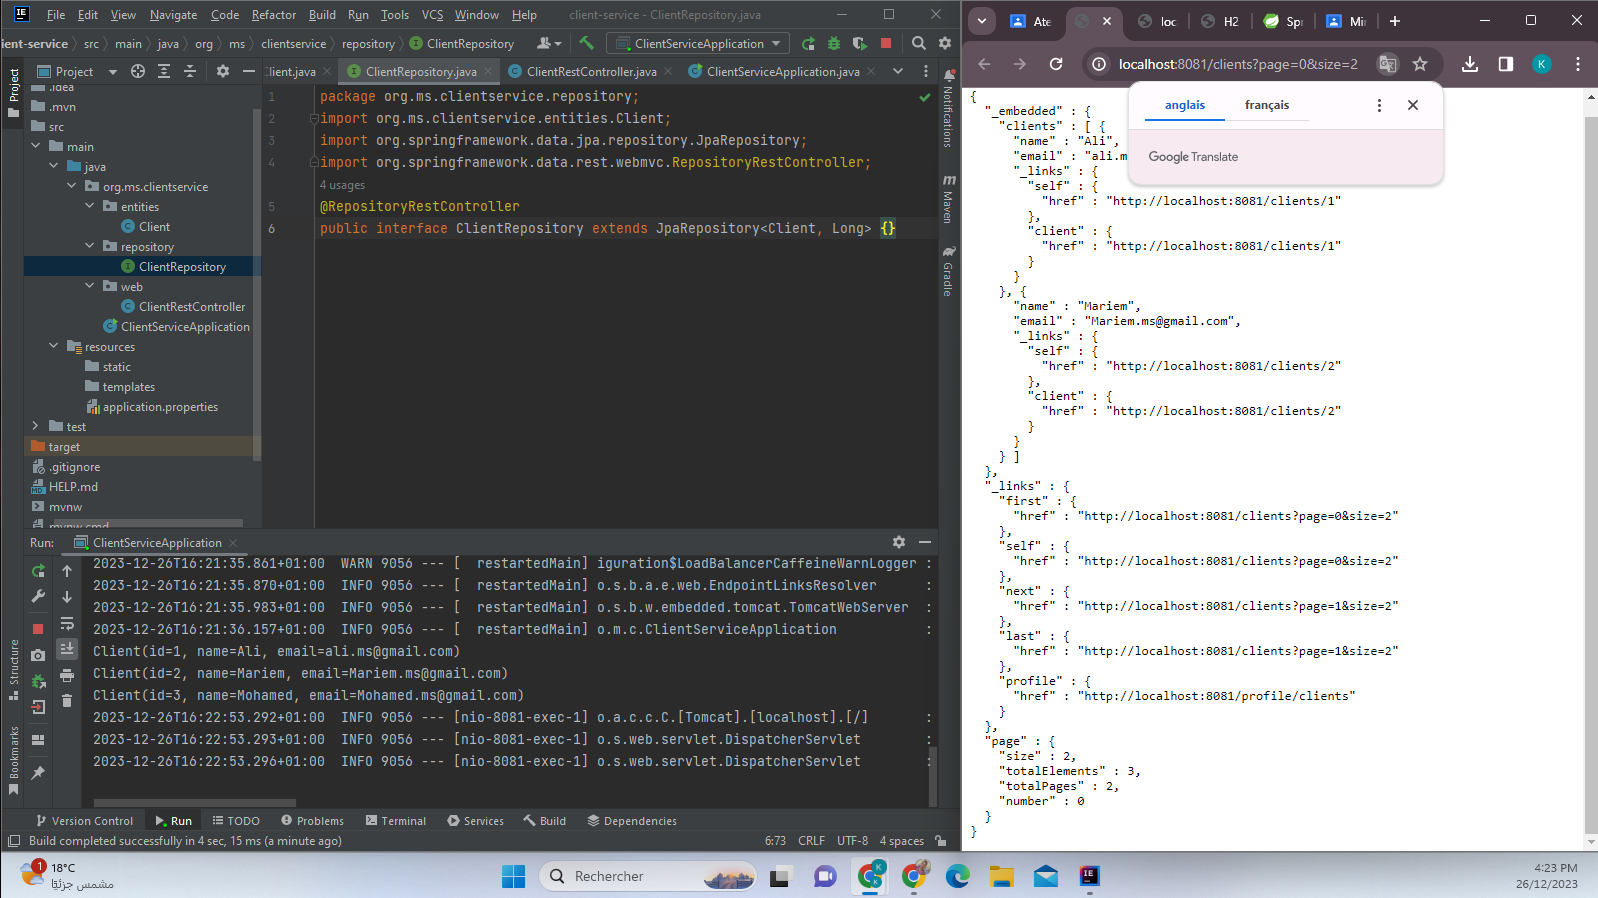 File Edit View Navigate Code Refactor Build Run Tools VCS Window Help client-service - ClientRepository.java
ient-service src main java org ms clientservice repository ClientRepository ClientServiceApplication
Project
Client.java ClientRepository.java ClientRestController.java ClientServiceApplication.java
Project
Structure
Bookmarks
Notifications
Maven
Gradle
.idea
.mvn
src
main
java
org.ms.clientservice
entities
Client
repository
ClientRepository
web
ClientRestController
ClientServiceApplication
resources
static
templates
application.properties
test
target
.gitignore
HELP.md
mvnw
mvnw.cmd
1 package org.ms.clientservice.repository;
2 import org.ms.clientservice.entities.Client;
3 import org.springframework.data.jpa.repository.JpaRepository;
4 import org.springframework.data.rest.webmvc.RepositoryRestController;
4 usages
5 @RepositoryRestController
6 public interface ClientRepository extends JpaRepository<Client, Long> {}
Run: ClientServiceApplication
2023-12-26T16:21:35.861+01:00 WARN 9056 --- [ restartedMain] iguration$LoadBalancerCaffeineWarnLogger :
2023-12-26T16:21:35.870+01:00 INFO 9056 --- [ restartedMain] o.s.b.a.e.web.EndpointLinksResolver :
2023-12-26T16:21:35.983+01:00 INFO 9056 --- [ restartedMain] o.s.b.w.embedded.tomcat.TomcatWebServer :
2023-12-26T16:21:36.157+01:00 INFO 9056 --- [ restartedMain] o.m.c.ClientServiceApplication :
Client(id=1, name=Ali, email=ali.ms@gmail.com)
Client(id=2, name=Mariem, email=Mariem.ms@gmail.com)
Client(id=3, name=Mohamed, email=Mohamed.ms@gmail.com)
2023-12-26T16:22:53.292+01:00 INFO 9056 --- [nio-8081-exec-1] o.a.c.c.C.[Tomcat].[localhost].[/] :
2023-12-26T16:22:53.293+01:00 INFO 9056 --- [nio-8081-exec-1] o.s.web.servlet.DispatcherServlet :
2023-12-26T16:22:53.296+01:00 INFO 9056 --- [nio-8081-exec-1] o.s.web.servlet.DispatcherServlet :
Version Control Run TODO Problems Terminal Services Build Dependencies
Build completed successfully in 4 sec, 15 ms (a minute ago) 6:73 CRLF UTF-8 4 spaces
Ate loc H2 Spr Mir
localhost:8081/clients?page=0&size=2 K
anglais français
Google Translate
{
"_embedded" : {
"clients" : [ {
"name" : "Ali",
"email" : "ali.m
"_links" : {
"self" : {
"href" : "http://localhost:8081/clients/1"
},
"client" : {
"href" : "http://localhost:8081/clients/1"
}
}
}, {
"name" : "Mariem",
"email" : "Mariem.ms@gmail.com",
"_links" : {
"self" : {
"href" : "http://localhost:8081/clients/2"
},
"client" : {
"href" : "http://localhost:8081/clients/2"
}
}
} ]
},
"_links" : {
"first" : {
"href" : "http://localhost:8081/clients?page=0&size=2"
},
"self" : {
"href" : "http://localhost:8081/clients?page=0&size=2"
},
"next" : {
"href" : "http://localhost:8081/clients?page=1&size=2"
},
"last" : {
"href" : "http://localhost:8081/clients?page=1&size=2"
},
"profile" : {
"href" : "http://localhost:8081/profile/clients"
}
},
"page" : {
"size" : 2,
"totalElements" : 3,
"totalPages" : 2,
"number" : 0
}
}
1 18°C
مشمس جزئيًا
Rechercher
4:23 PM
26/12/2023